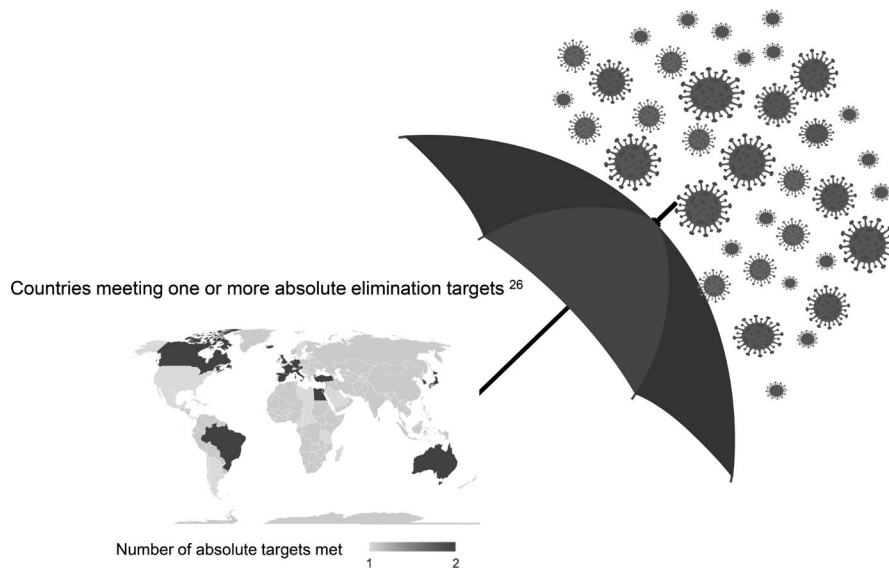 Countries meeting one or more absolute elimination targets 26
Number of absolute targets met
1 2